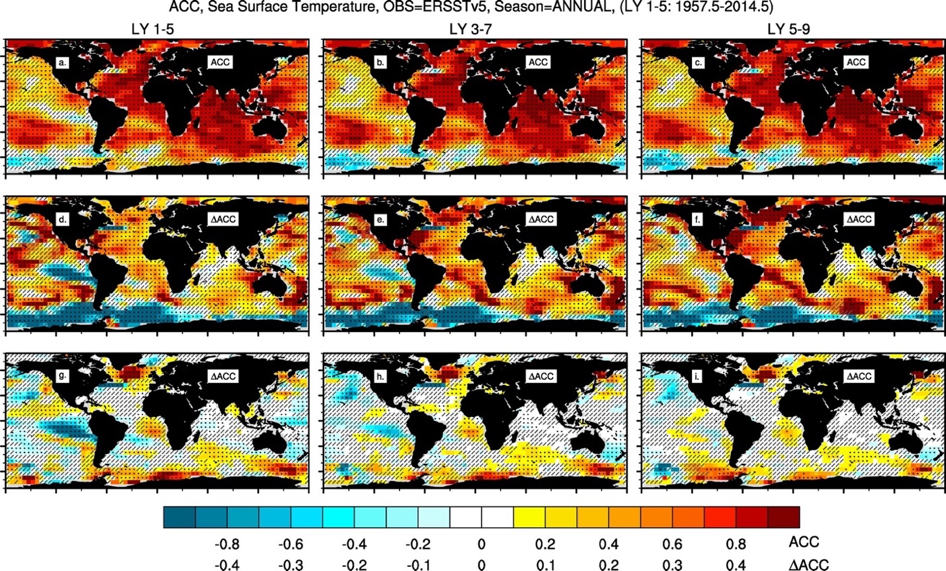 ACC, Sea Surface Temperature, OBS=ERSSTv5, Season=ANNUAL, (LY 1-5: 1957.5-2014.5)
LY 1-5 LY 3-7 LY 5-9
a. ACC b. ACC c. ACC
d. ΔACC e. ΔACC f. ΔACC
g. ΔACC h. ΔACC i. ΔACC
-0.8 -0.6 -0.4 -0.2 0 0.2 0.4 0.6 0.8 ACC
-0.4 -0.3 -0.2 -0.1 0 0.1 0.2 0.3 0.4 ΔACC